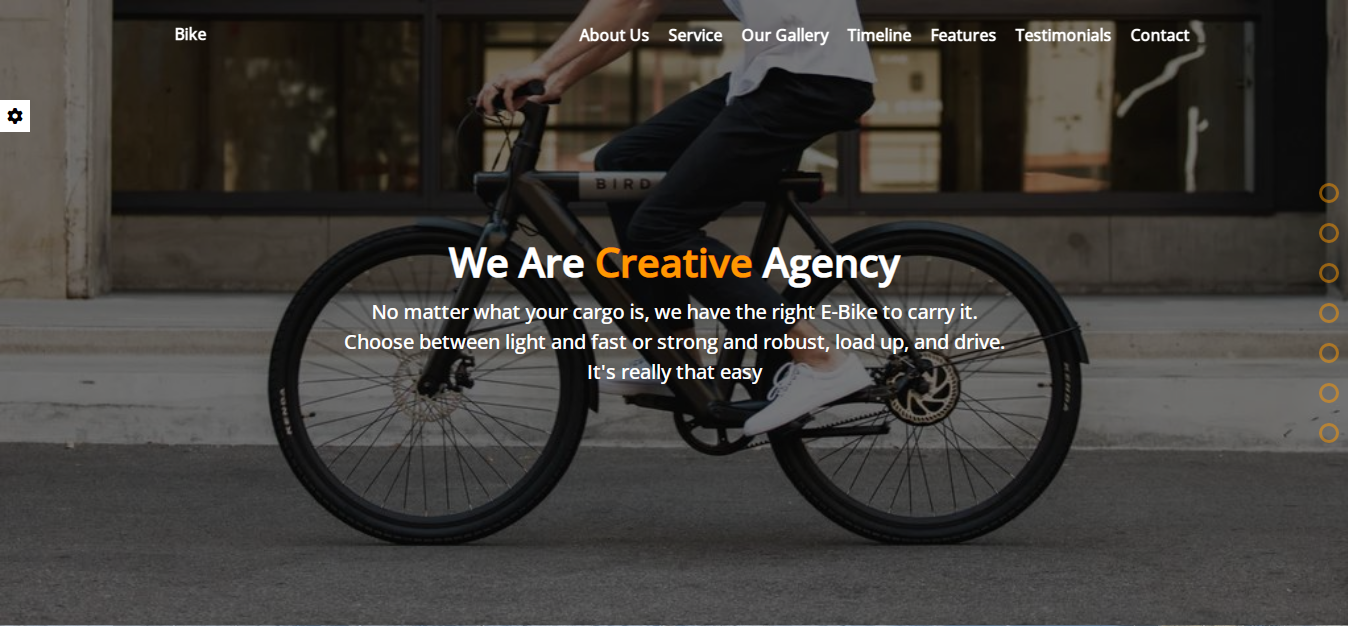 Bike
About Us Service Our Gallery Timeline Features Testimonials Contact
BIRD
We Are Creative Agency
No matter what your cargo is, we have the right E-Bike to carry it.
Choose between light and fast or strong and robust, load up, and drive.
It's really that easy
KENDA
KENDA